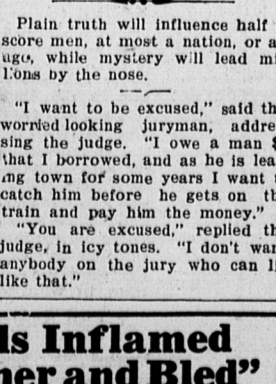 Plain truth will influence half
score men, at most a nation, or a
age, while mystery will lead mi
lions by the nose.
"I want to be excused," said th
worried looking juryman, addre
sing the judge. "I owe a man $
that I borrowed, and as he is lea
ing town for some years I want
catch him before he gets on th
train and pay him the money."
"You are excused," replied th
judge, in icy tones. "I don't wan
anybody on the jury who can li
like that."
ls Inflamed
ner and Bled"